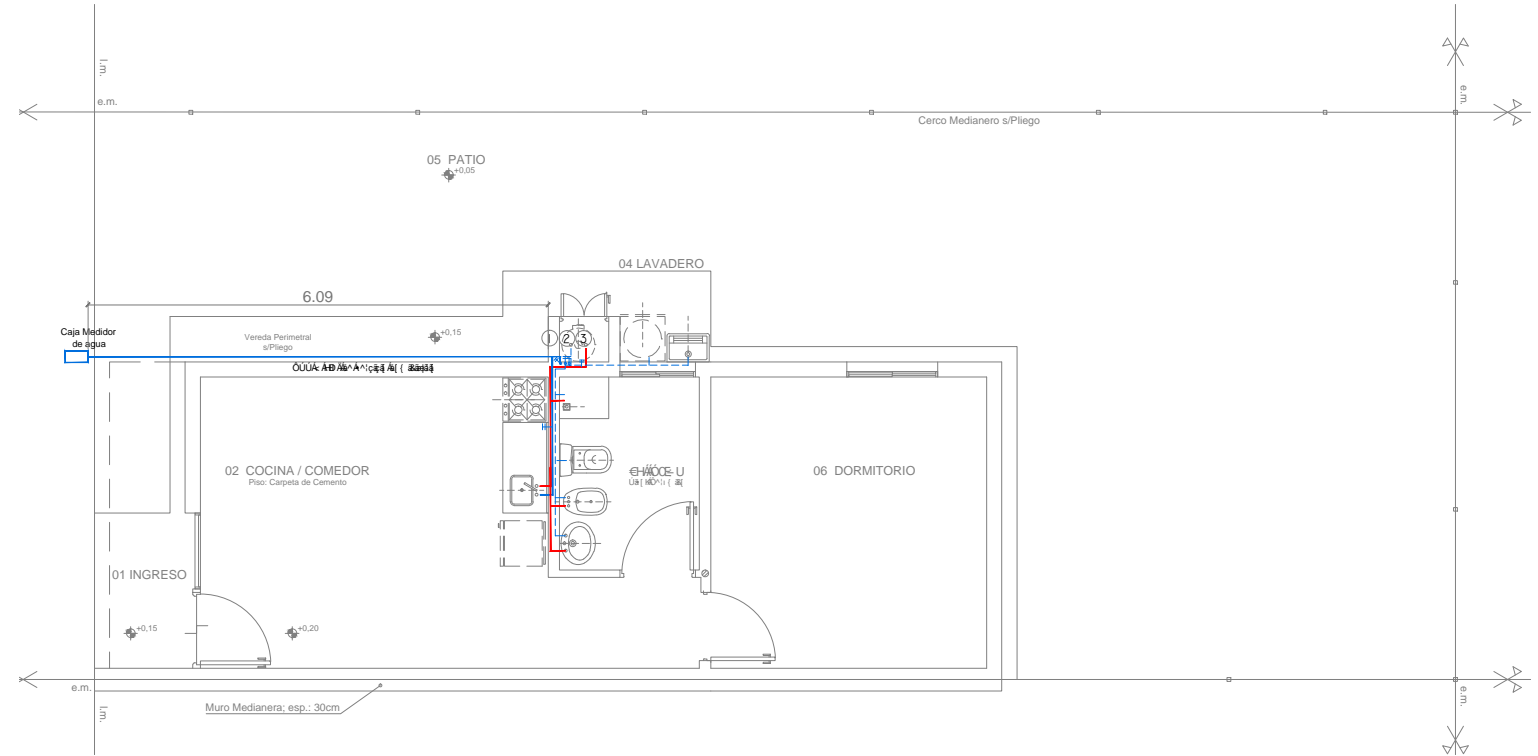 l.m.
e.m.
e.m.
Cerco Medianero s/Pliego
05 PATIO
+0,05
04 LAVADERO
6.09
Caja Medidor
de agua
Vereda Perimetral
s/Pliego
+0,15
1 2 3
02 COCINA / COMEDOR
Piso: Carpeta de Cemento
06 DORMITORIO
01 INGRESO
+0,15
+0,20
e.m.
l.m.
Muro Medianera; esp.: 30cm
e.m.